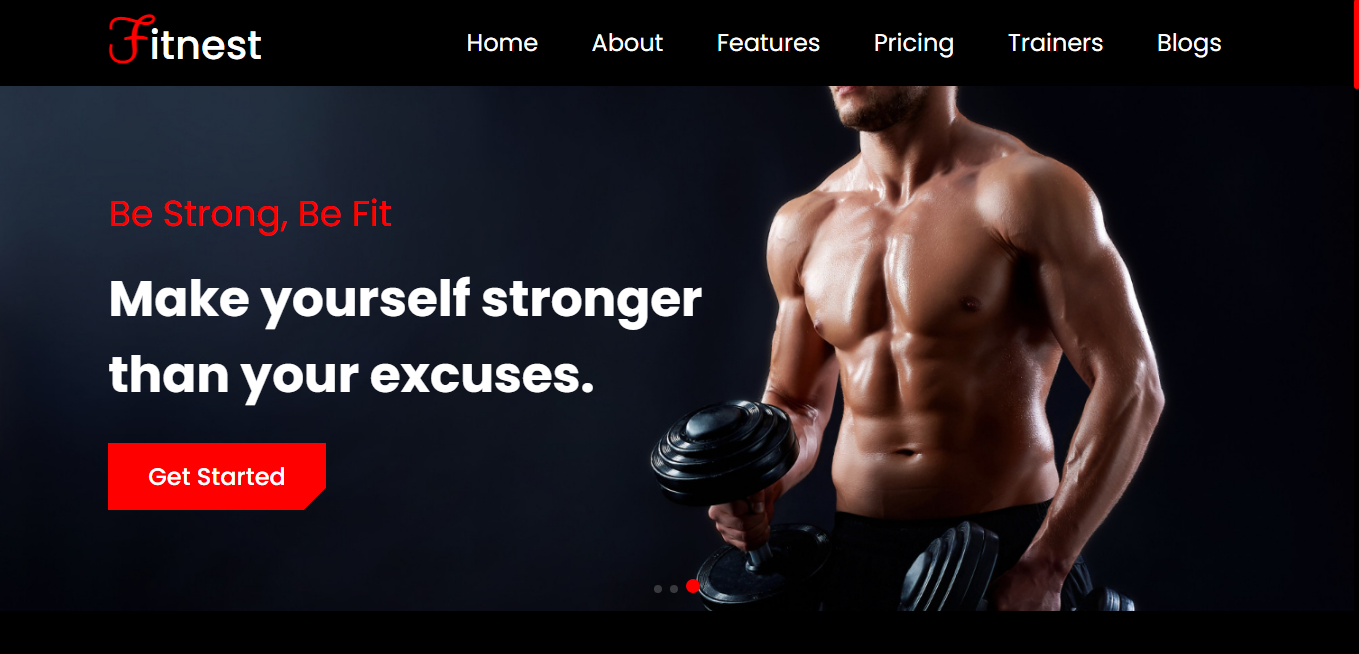 Fitnest
Home About Features Pricing Trainers Blogs
Be Strong, Be Fit
Make yourself stronger
than your excuses.
Get Started